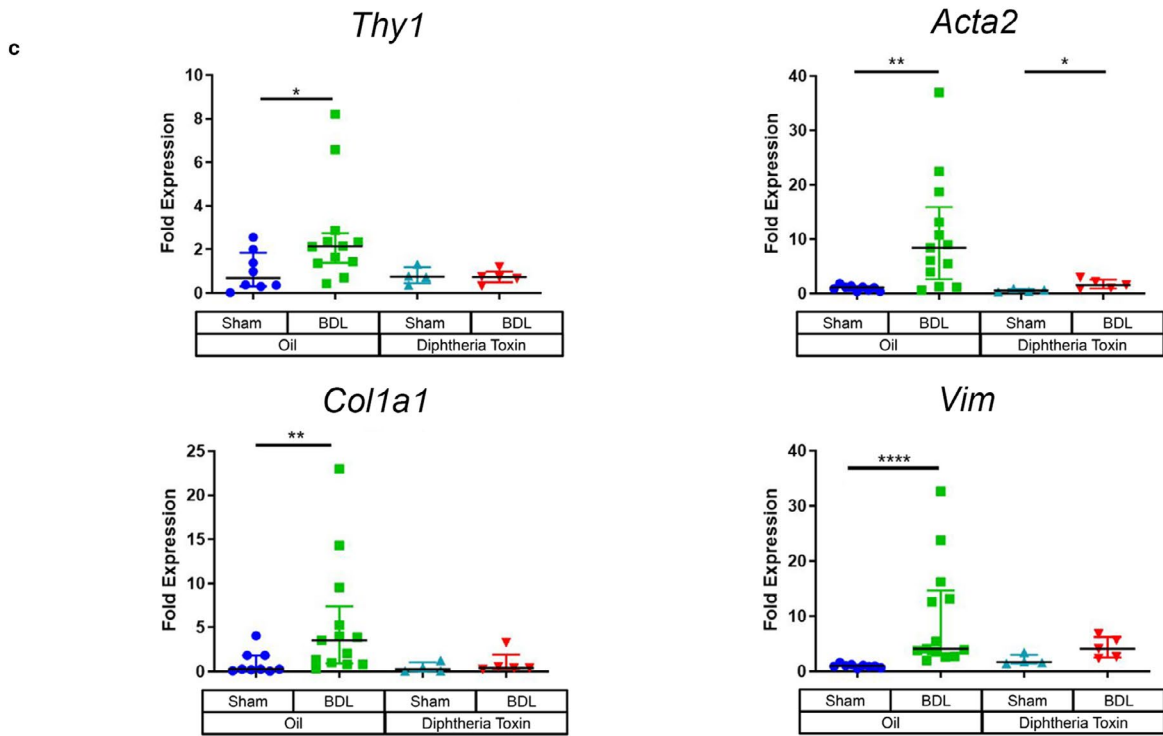 c
Thy1
Fold Expression
10
8
6
4
2
0
*
Sham BDL Sham BDL
Oil Diphtheria Toxin
Acta2
Fold Expression
40
30
20
10
0
** *
Sham BDL Sham BDL
Oil Diphtheria Toxin
Col1a1
Fold Expression
25
20
15
10
5
0
**
Sham BDL Sham BDL
Oil Diphtheria Toxin
Vim
Fold Expression
40
30
20
10
0
****
Sham BDL Sham BDL
Oil Diphtheria Toxin